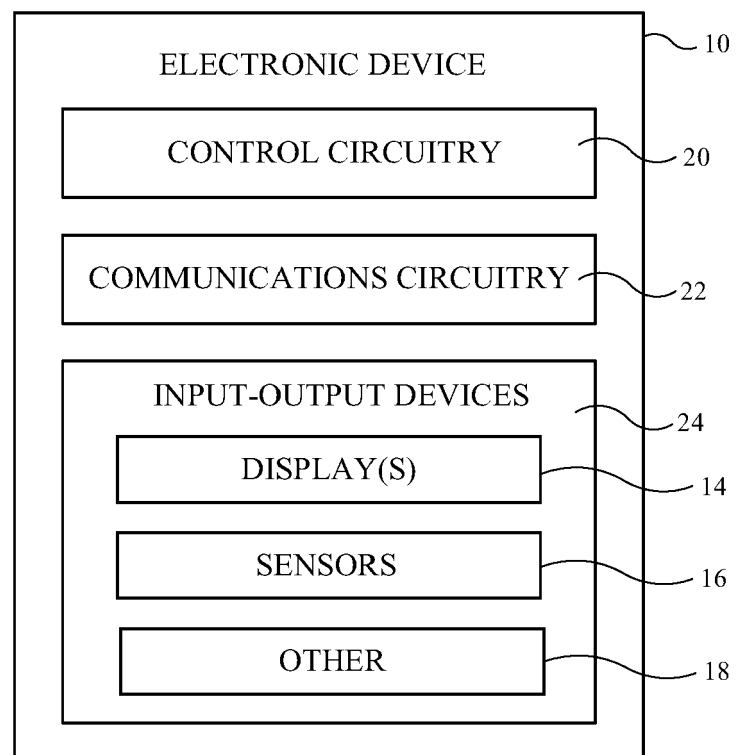 10
ELECTRONIC DEVICE
CONTROL CIRCUITRY
20
COMMUNICATIONS CIRCUITRY
22
INPUT-OUTPUT DEVICES
24
DISPLAY(S)
14
SENSORS
16
OTHER
18